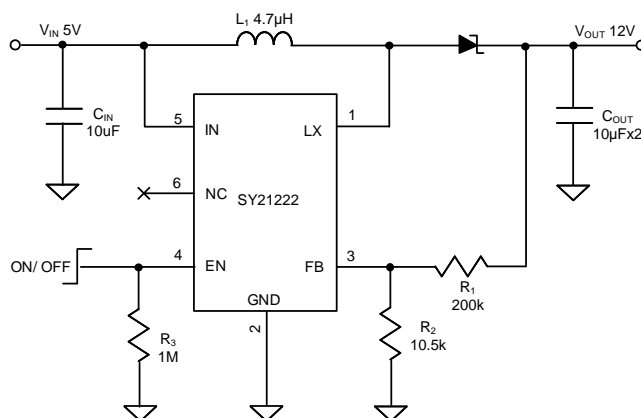 L1 4.7µH
VIN 5V
VOUT 12V
CIN
10uF
COUT
10µFx2
5
IN
LX
1
6
NC
SY21222
ON/ OFF
4
EN
FB
3
GND
2
R1
200k
R2
10.5k
R3
1M